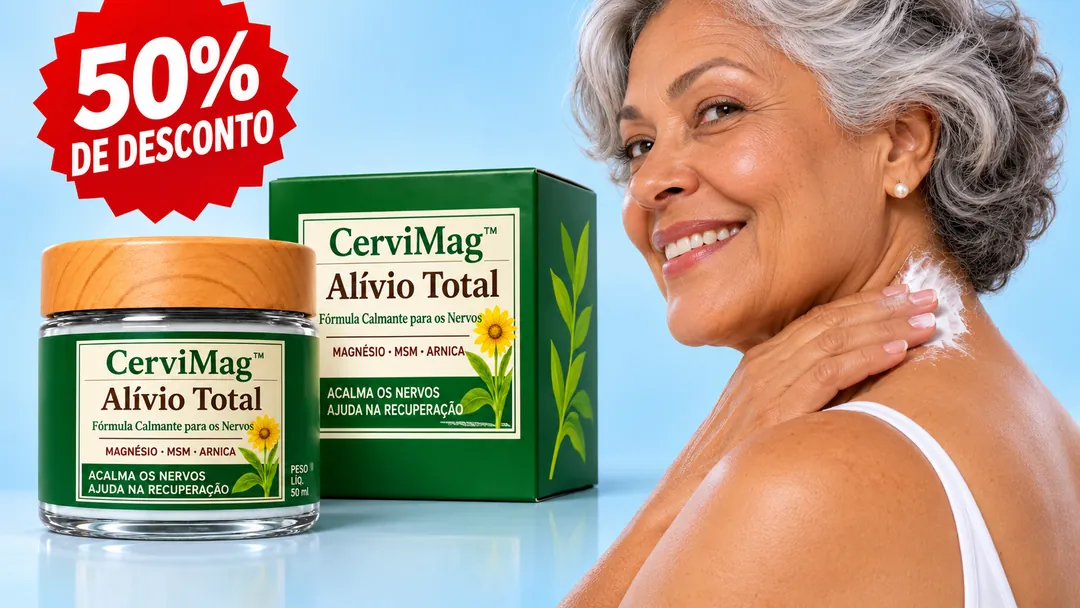 50%
DE DESCONTO
CerviMag™
Alívio Total
Fórmula Calmante para os Nervos
MAGNÉSIO • MSM • ARNICA
ACALMA OS NERVOS
AJUDA NA RECUPERAÇÃO
CerviMag™
Alívio Total
Fórmula Calmante para os Nervos
MAGNÉSIO • MSM • ARNICA
ACALMA OS NERVOS
AJUDA NA RECUPERAÇÃO
PESO
LÍQ.
50 ml